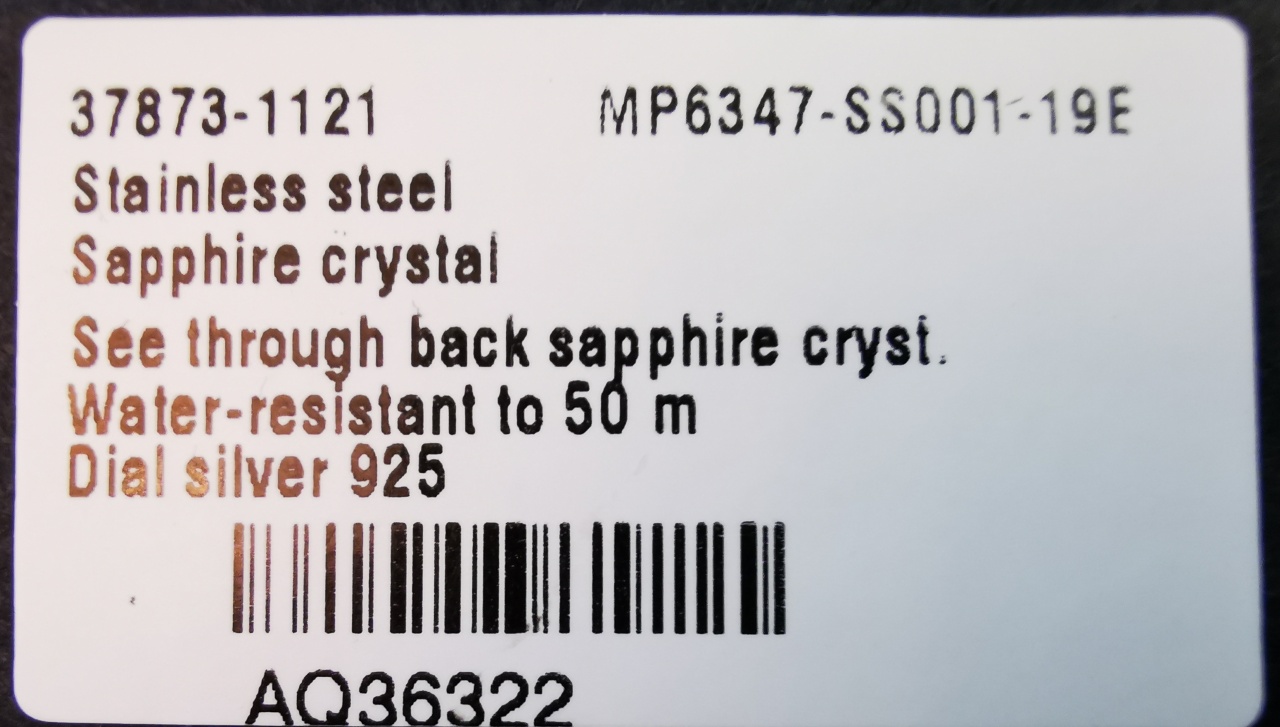 37873-1121 MP6347-SS001-19E
Stainless steel
Sapphire crystal
See through back sapphire cryst.
Water-resistant to 50 m
Dial silver 925
AQ36322